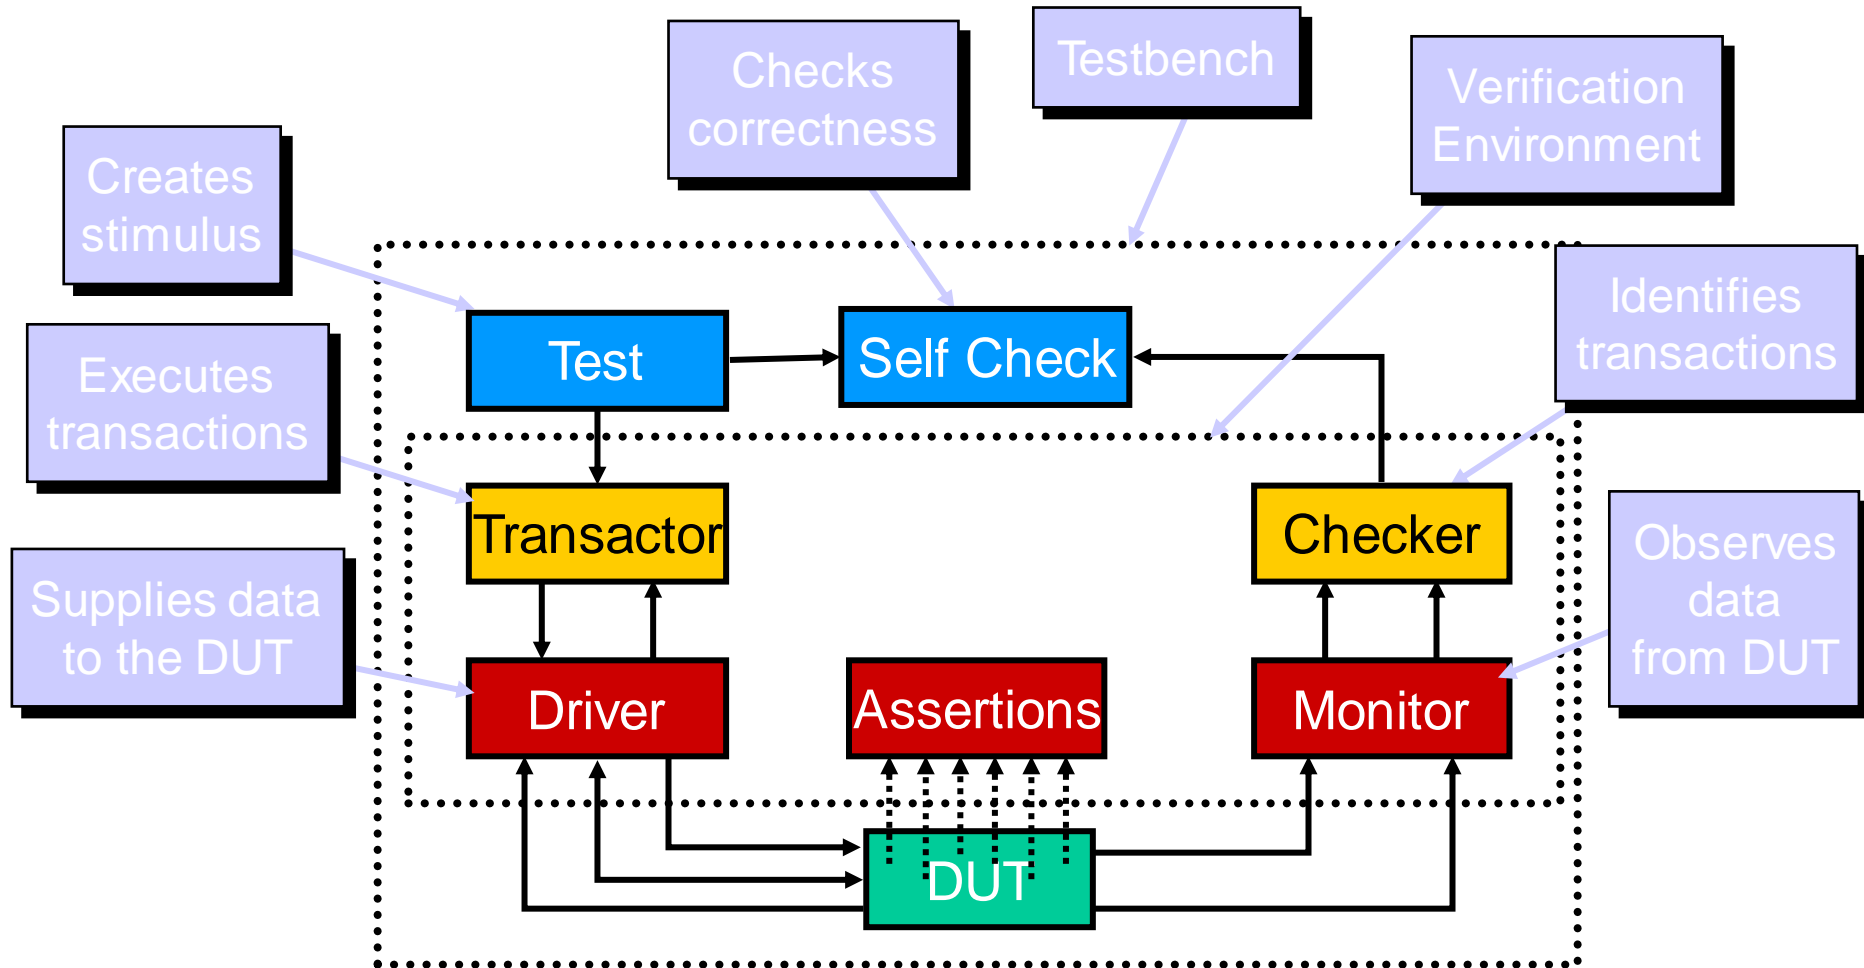 Checks
correctness
Testbench
Verification
Environment
Creates
stimulus
Identifies
transactions
Test
Self Check
Executes
transactions
Transactor
Checker
Observes
data
from DUT
Supplies data
to the DUT
Driver
Assertions
Monitor
DUT